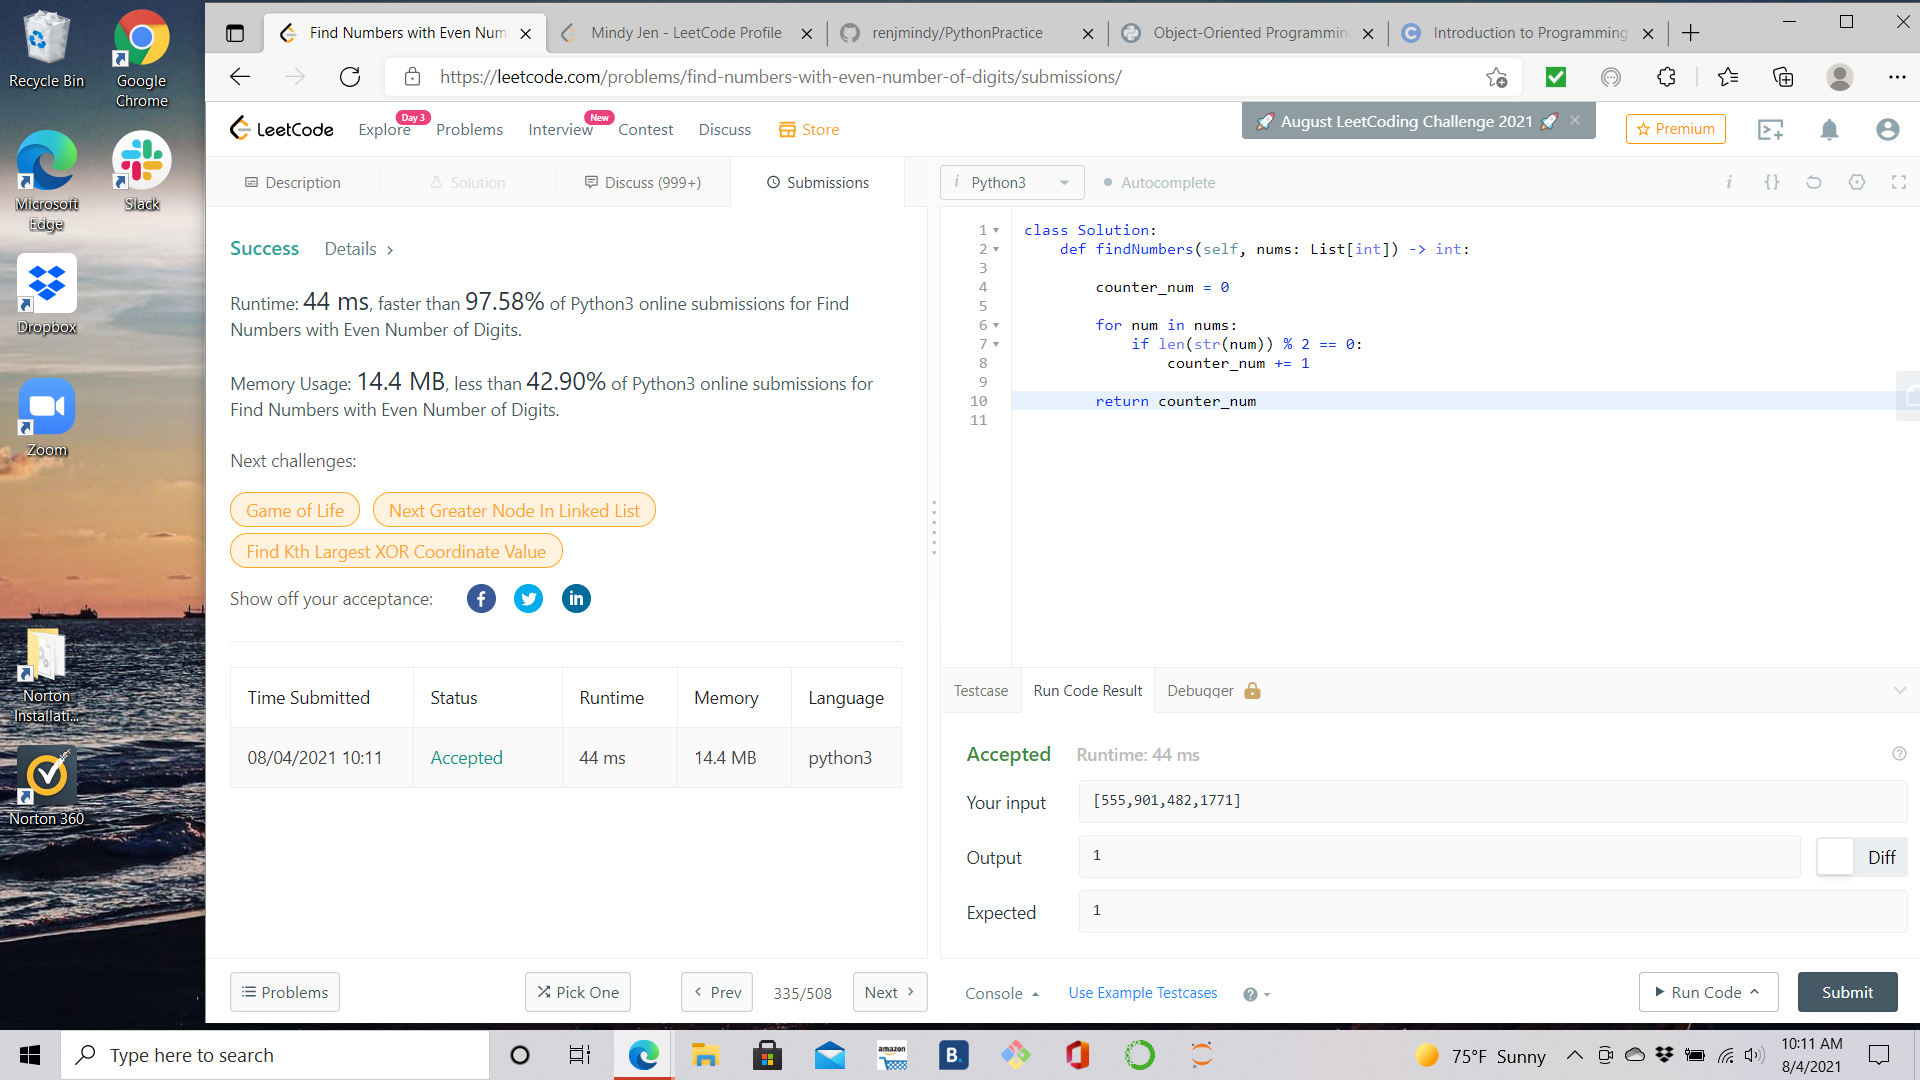 Recycle Bin
Google Chrome
Microsoft Edge
Slack
Dropbox
Zoom
Norton Installati...
Norton 360
Find Numbers with Even Num
Mindy Jen - LeetCode Profile
renjmindy/PythonPractice
Object-Oriented Programmin
Introduction to Programming
https://leetcode.com/problems/find-numbers-with-even-number-of-digits/submissions/
LeetCode
Explore
Day 3
Problems
Interview
New
Contest
Discuss
Store
August LeetCoding Challenge 2021
Premium
Description
Solution
Discuss (999+)
Submissions
i Python3
Autocomplete
i {}
Success
Details >
Runtime: 44 ms, faster than 97.58% of Python3 online submissions for Find
Numbers with Even Number of Digits.
Memory Usage: 14.4 MB, less than 42.90% of Python3 online submissions for
Find Numbers with Even Number of Digits.
Next challenges:
Game of Life
Next Greater Node In Linked List
Find Kth Largest XOR Coordinate Value
Show off your acceptance:
Time Submitted Status Runtime Memory Language
08/04/2021 10:11 Accepted 44 ms 14.4 MB python3
1 class Solution:
2 def findNumbers(self, nums: List[int]) -> int:
3
4 counter_num = 0
5
6 for num in nums:
7 if len(str(num)) % 2 == 0:
8 counter_num += 1
9
10 return counter_num
11
Testcase
Run Code Result
Debugger
Accepted Runtime: 44 ms
Your input [555,901,482,1771]
Output 1
Diff
Expected 1
Problems
Pick One
< Prev
335/508
Next >
Console
Use Example Testcases
Run Code
Submit
Type here to search
amazon
B.
75°F Sunny
10:11 AM
8/4/2021